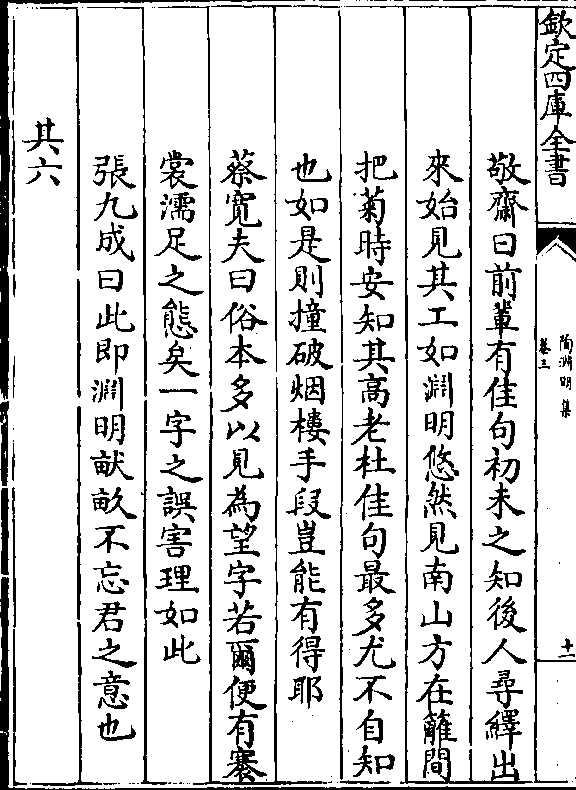 欽定四庫全書
陶淵明集
卷三
十一
敬齋曰前輩有佳句初未之知後人尋繹出
來始見其工如淵明悠然見南山方在籬間
把菊時安知其高老杜佳句最多尤不自知
也如是則撞破烟樓手段豈能有得耶
蔡寛夫曰俗本多以見為望字若爾便有褰
裳濡足之態矣一字之誤害理如此
張九成曰此即淵明畎畝不忘君之意也
其六